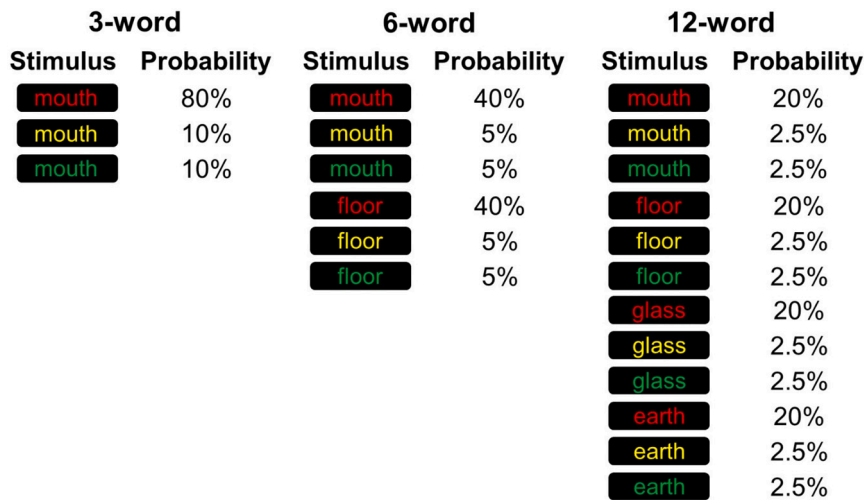 3-word 6-word 12-word
Stimulus Probability Stimulus Probability Stimulus Probability
mouth 80% mouth 40% mouth 20%
mouth 10% mouth 5% mouth 2.5%
mouth 10% mouth 5% mouth 2.5%
floor 40% floor 20%
floor 5% floor 2.5%
floor 5% floor 2.5%
glass 20%
glass 2.5%
glass 2.5%
earth 20%
earth 2.5%
earth 2.5%